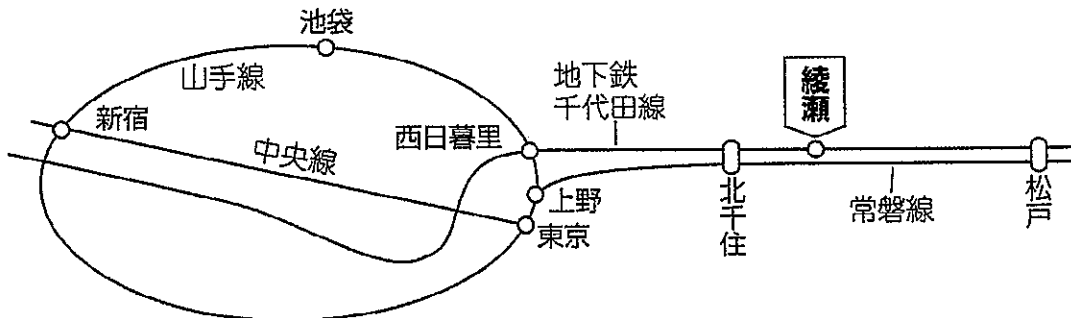 池袋
山手線
新宿
中央線
西日暮里
上野
東京
地下鉄
千代田線
綾瀬
北千住
常磐線
松戸